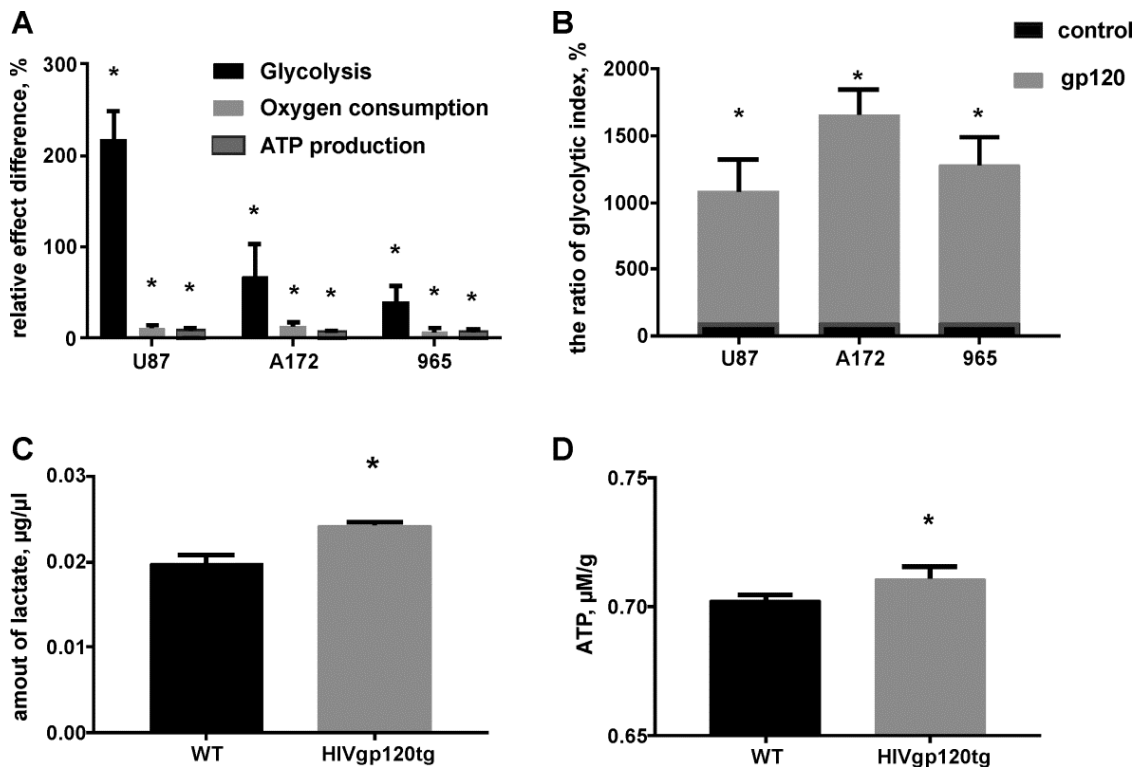 A
relative effect difference, %
300
200
100
0
*
*
*
*
*
*
*
*
*
Glycolysis
Oxygen consumption
ATP production
U87 A172 965
B
the ratio of glycolytic index, %
2000
1500
1000
500
0
*
*
*
control
gp120
U87 A172 965
C
amout of lactate, µg/µl
0.03
0.02
0.01
0.00
*
WT HIVgp120tg
D
ATP, µM/g
0.75
0.70
0.65
*
WT HIVgp120tg